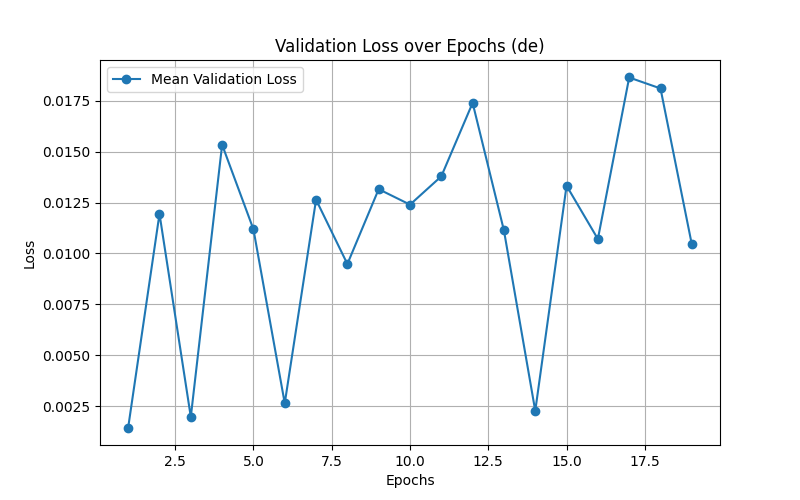 Validation Loss over Epochs (de)
Mean Validation Loss
0.0175
0.0150
0.0125
0.0100
0.0075
0.0050
0.0025
Loss
2.5 5.0 7.5 10.0 12.5 15.0 17.5
Epochs